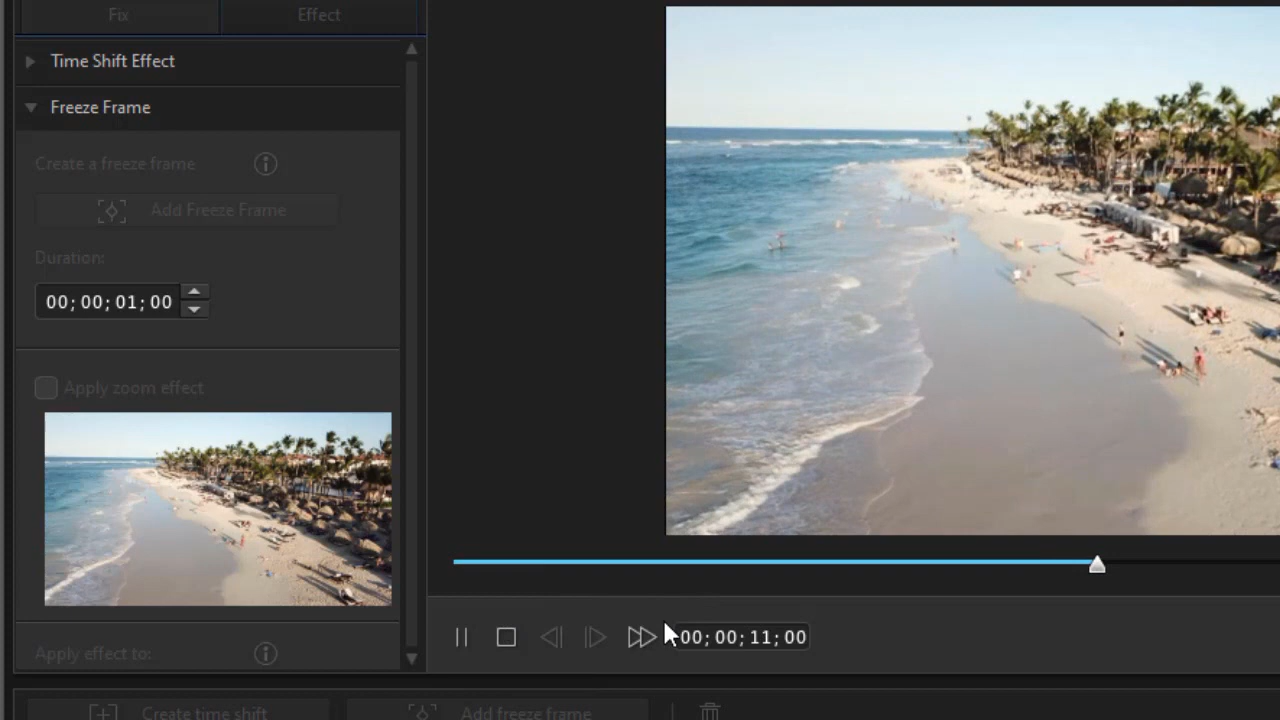 Fix Effect
Time Shift Effect
Freeze Frame
Create a freeze frame
Add Freeze Frame
Duration:
00; 00; 01; 00
Apply zoom effect
00; 00; 11; 00
Apply effect to:
Create time shift Add freeze frame